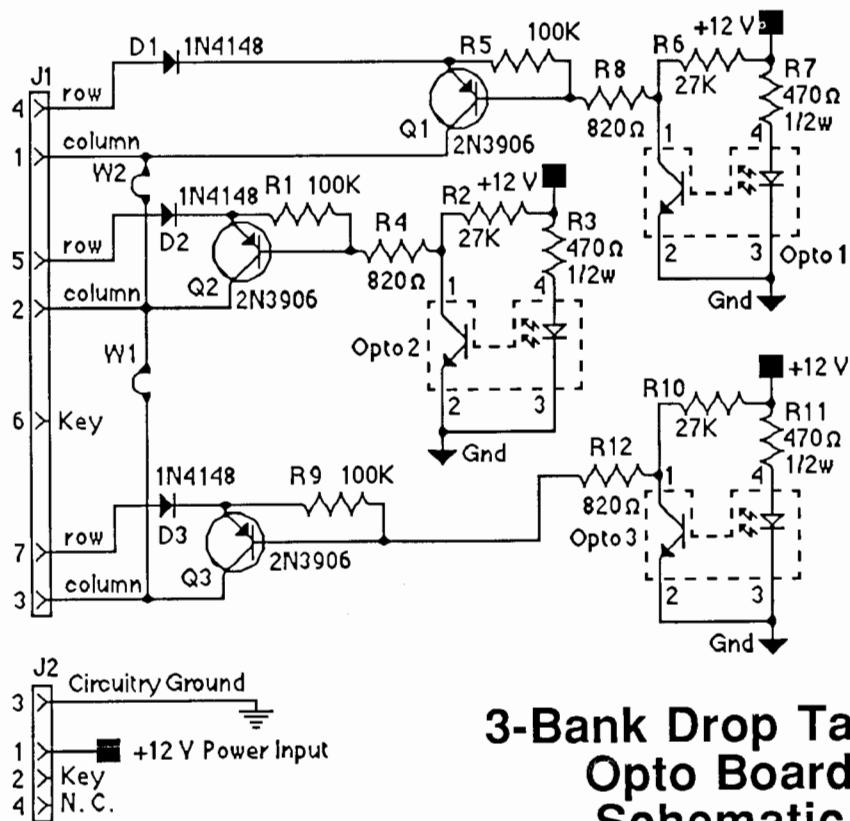 J1
4 row
D1 1N4148
R5 100K
Q1 2N3906
R8 820Ω
R6 27K
+12 V
R7 470Ω 1/2w
1 4
2 3
Opto 1
Gnd
1 column
W2
5 row
1N4148 D2
R1 100K
Q2 2N3906
R4 820Ω
R2 27K
+12 V
R3 470Ω 1/2w
Opto 2
1 4
2 3
Gnd
2 column
W1
6 Key
7 row
1N4148 D3
R9 100K
Q3 2N3906
R12 820Ω
R10 27K
+12 V
R11 470Ω 1/2w
Opto 3
1 4
2 3
Gnd
3 column
J2
3 Circuitry Ground
1 +12 V Power Input
2 Key
4 N.C.
3-Bank Drop Ta
Opto Board
Schematic